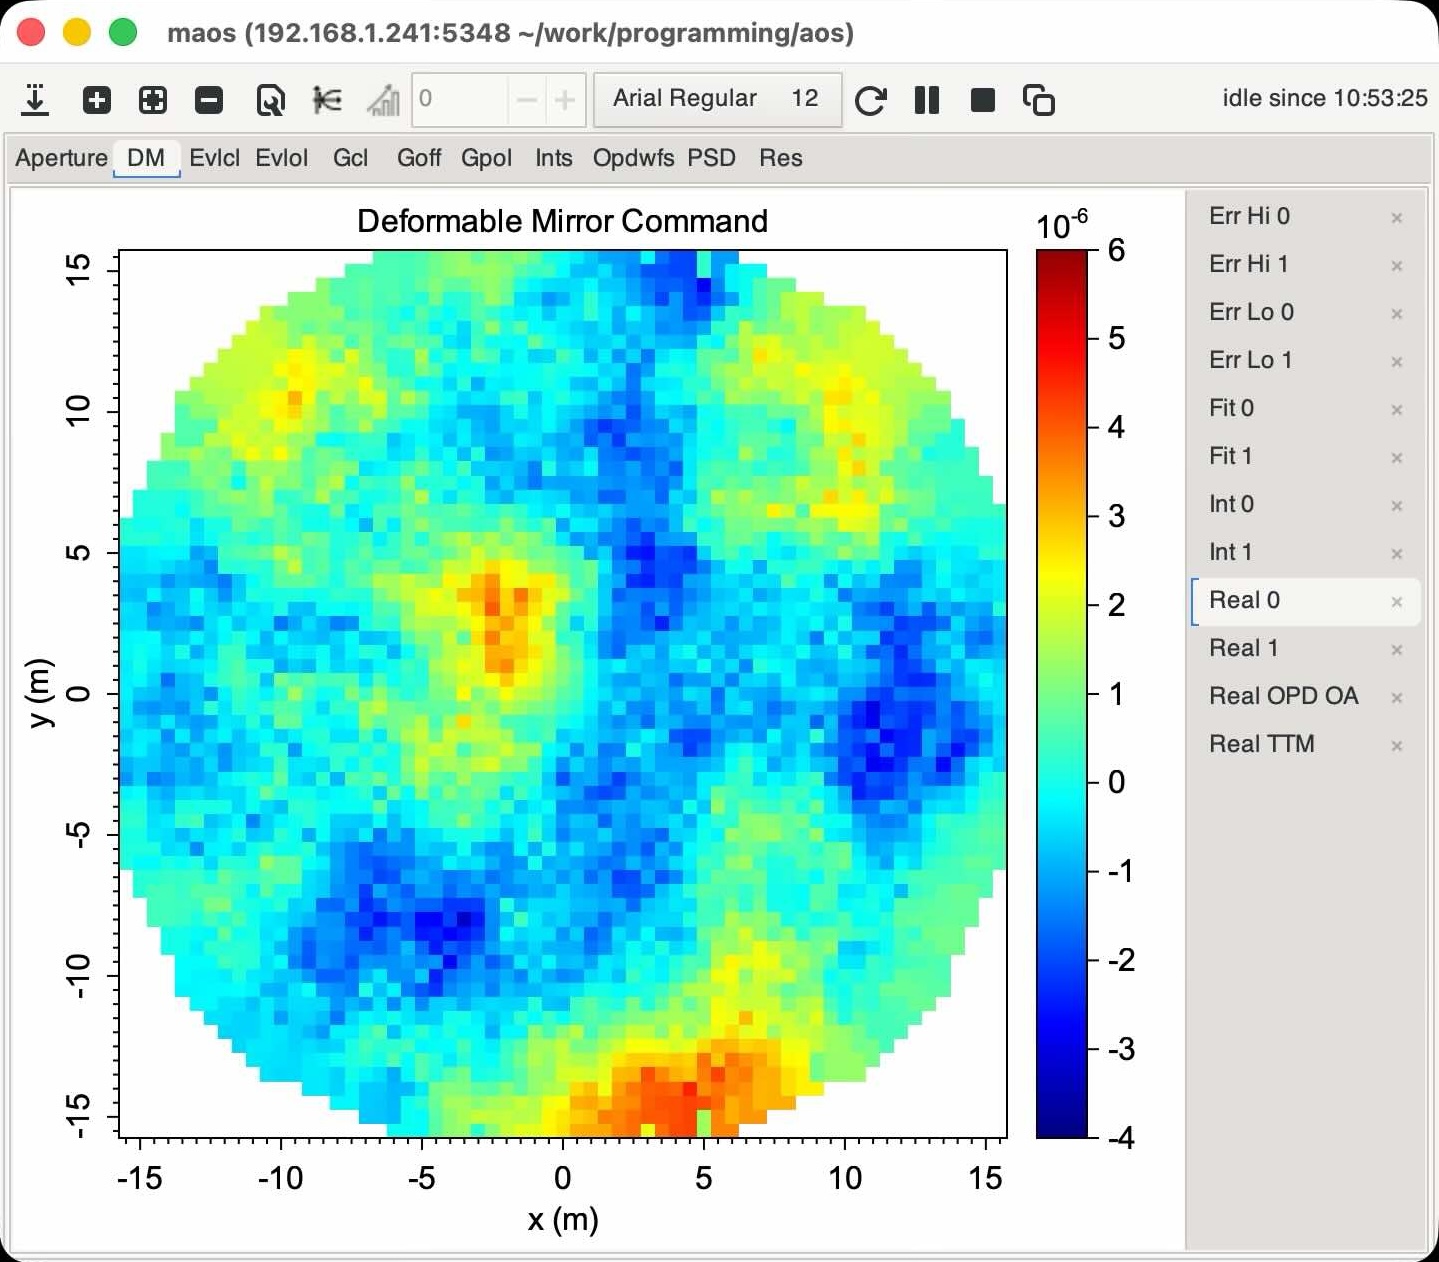 maos (192.168.1.241:5348 ~/work/programming/aos)
0 Arial Regular 12 idle since 10:53:25
Aperture DM Evlcl Evlol Gcl Goff Gpol Ints Opdwfs PSD Res
Deformable Mirror Command
10-6
6
5
4
3
2
1
0
-1
-2
-3
-4
15
10
5
0
-5
-10
-15
y (m)
-15 -10 -5 0 5 10 15
x (m)
Err Hi 0
Err Hi 1
Err Lo 0
Err Lo 1
Fit 0
Fit 1
Int 0
Int 1
Real 0
Real 1
Real OPD OA
Real TTM